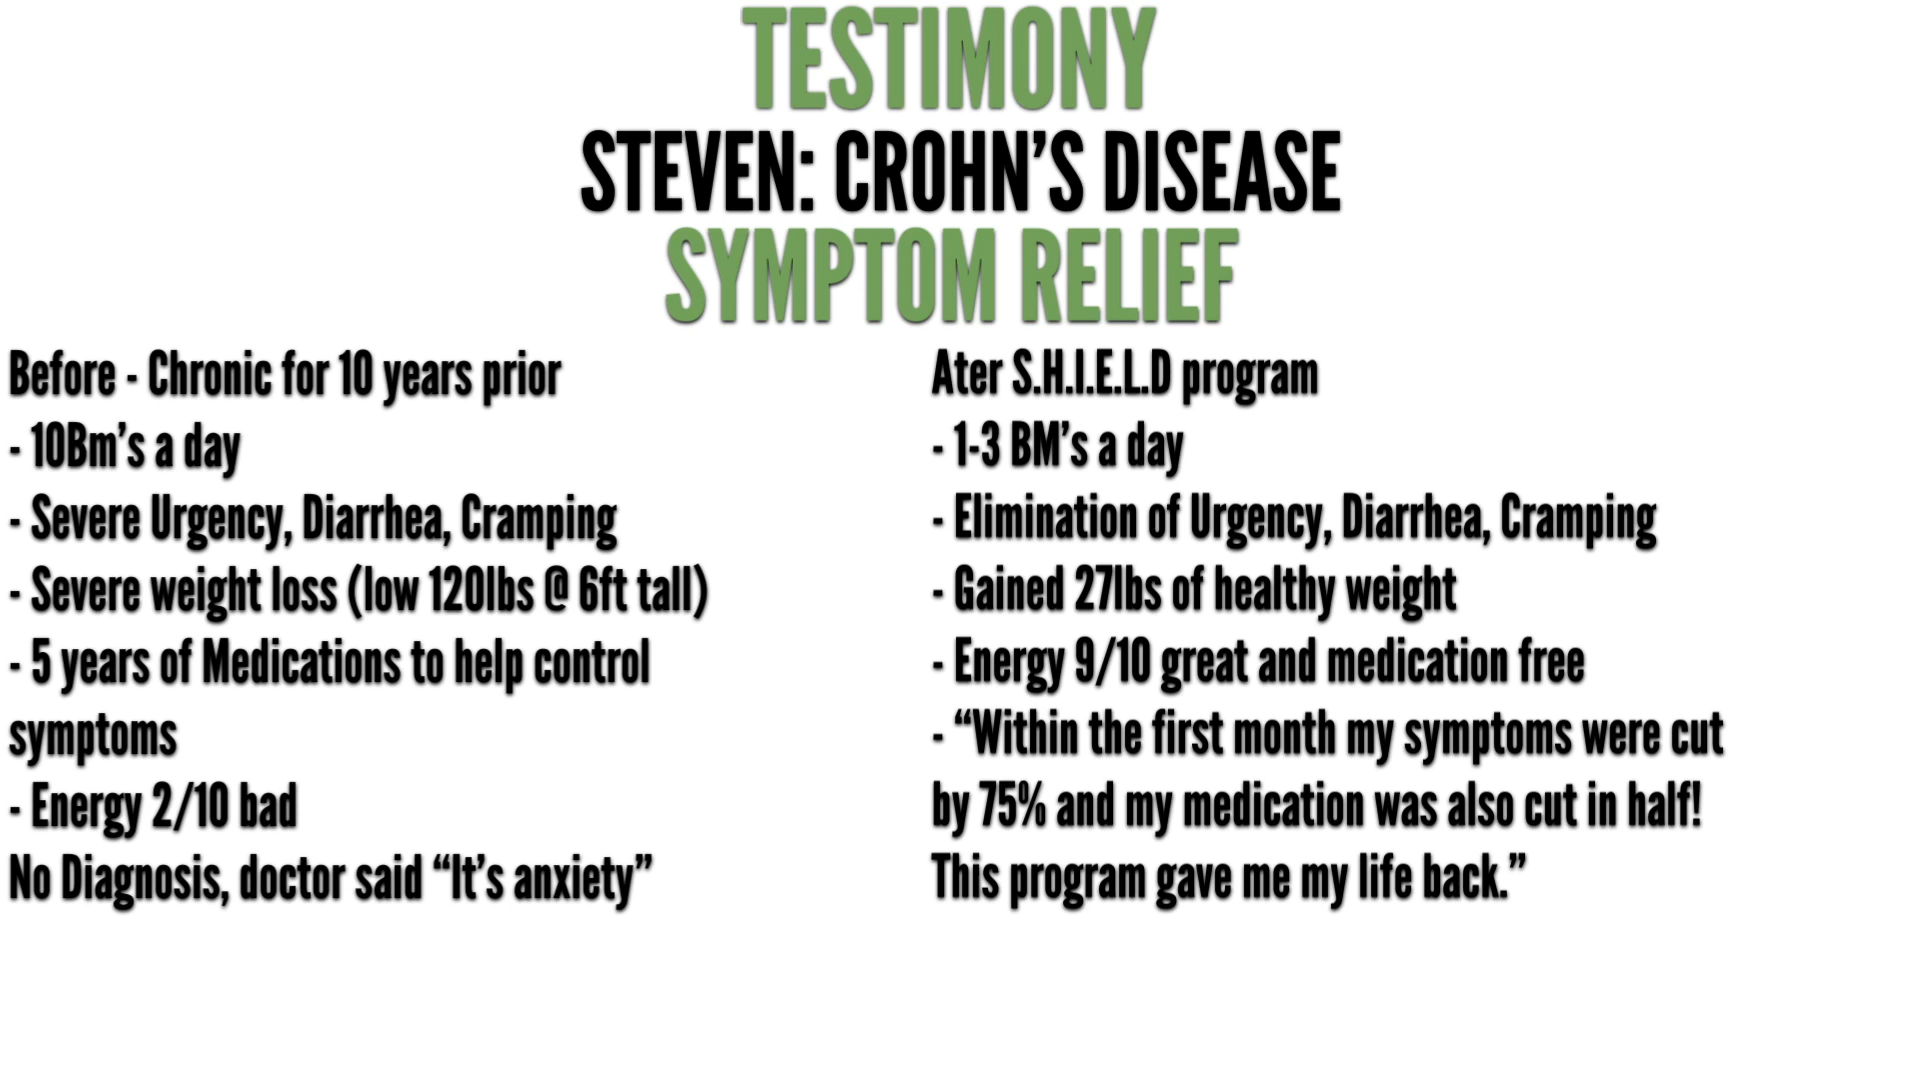 TESTIMONY
STEVEN: CROHN’S DISEASE
SYMPTOM RELIEF
Before - Chronic for 10 years prior
- 10Bm’s a day
- Severe Urgency, Diarrhea, Cramping
- Severe weight loss (low 120lbs @ 6ft tall)
- 5 years of Medications to help control
symptoms
- Energy 2/10 bad
No Diagnosis, doctor said “It’s anxiety”
Ater S.H.I.E.L.D program
- 1-3 BM’s a day
- Elimination of Urgency, Diarrhea, Cramping
- Gained 27lbs of healthy weight
- Energy 9/10 great and medication free
- “Within the first month my symptoms were cut
by 75% and my medication was also cut in half!
This program gave me my life back.”